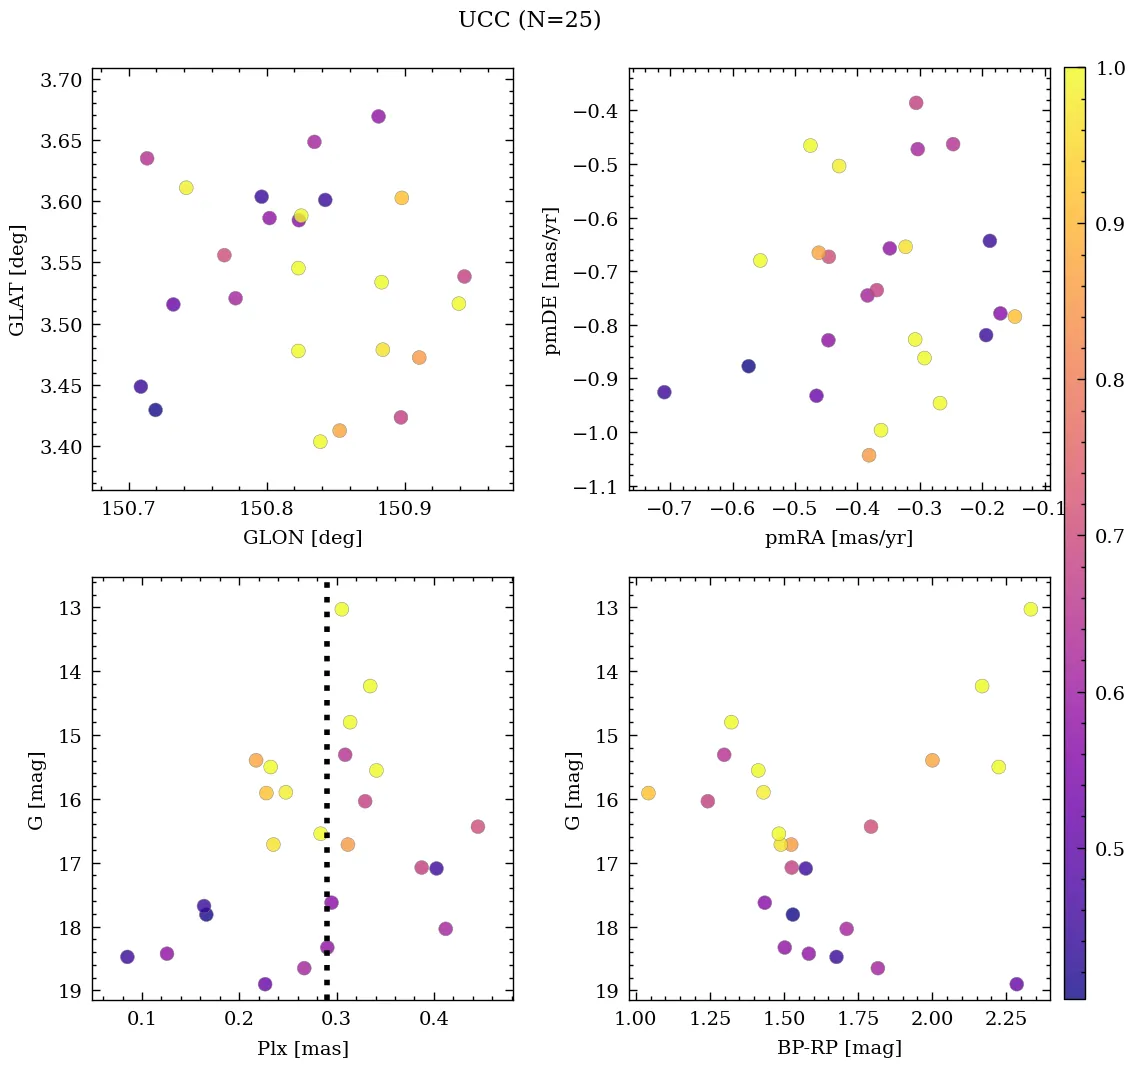 UCC (N=25)
3.70
3.65
3.60
3.55
3.50
3.45
3.40
GLAT [deg]
150.7 150.8 150.9
GLON [deg]
−0.4
−0.5
−0.6
−0.7
−0.8
−0.9
−1.0
−1.1
pmDE [mas/yr]
−0.7 −0.6 −0.5 −0.4 −0.3 −0.2 −0.1
pmRA [mas/yr]
1.0
0.9
0.8
0.7
0.6
0.5
13
14
15
16
17
18
19
G [mag]
0.1 0.2 0.3 0.4
Plx [mas]
13
14
15
16
17
18
19
G [mag]
1.00 1.25 1.50 1.75 2.00 2.25
BP-RP [mag]